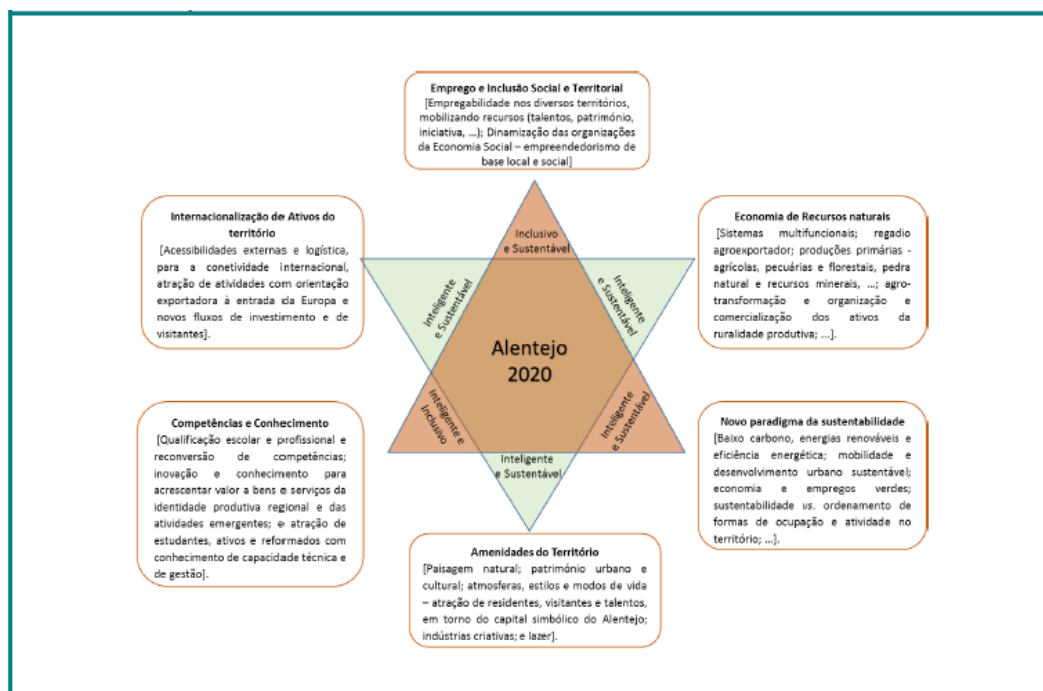 Emprego e Inclusão Social e Territorial
[Empregabilidade nos diversos territórios,
mobilizando recursos (talentos, património,
iniciativa, ...); Dinamização das organizações
da Economia Social – empreendedorismo de
base local e social]
Internacionalização de Ativos do
território
[Acessibilidades externas e logística,
para a conetividade internacional,
atração de atividades com orientação
exportadora à entrada da Europa e
novos fluxos de investimento e de
visitantes].
Economia de Recursos naturais
[Sistemas multifuncionais; regadio
agroexportador; produções primárias -
agrícolas, pecuárias e florestais, pedra
natural e recursos minerais, ...; agro-
transformação e organização e
comercialização dos ativos da
ruralidade produtiva; ...].
Inclusivo
e Sustentável
Inteligente
e Sustentável
Inteligente
e Sustentável
Alentejo
2020
Inteligente e
Inclusivo
Inteligente
e Sustentável
Inteligente
e Sustentável
Competências e Conhecimento
[Qualificação escolar e profissional e
reconversão de competências;
inovação e conhecimento para
acrescentar valor a bens e serviços da
identidade produtiva regional e das
atividades emergentes; e atração de
estudantes, ativos e reformados com
conhecimento de capacidade técnica e
de gestão].
Novo paradigma da sustentabilidade
[Baixo carbono, energias renováveis e
eficiência energética; mobilidade e
desenvolvimento urbano sustentável;
economia e empregos verdes;
sustentabilidade vs. ordenamento de
formas de ocupação e atividade no
território; ...].
Amenidades do Território
[Paisagem natural; património urbano e
cultural; atmosferas, estilos e modos de vida
– atração de residentes, visitantes e talentos,
em torno do capital simbólico do Alentejo;
indústrias criativas; e lazer].